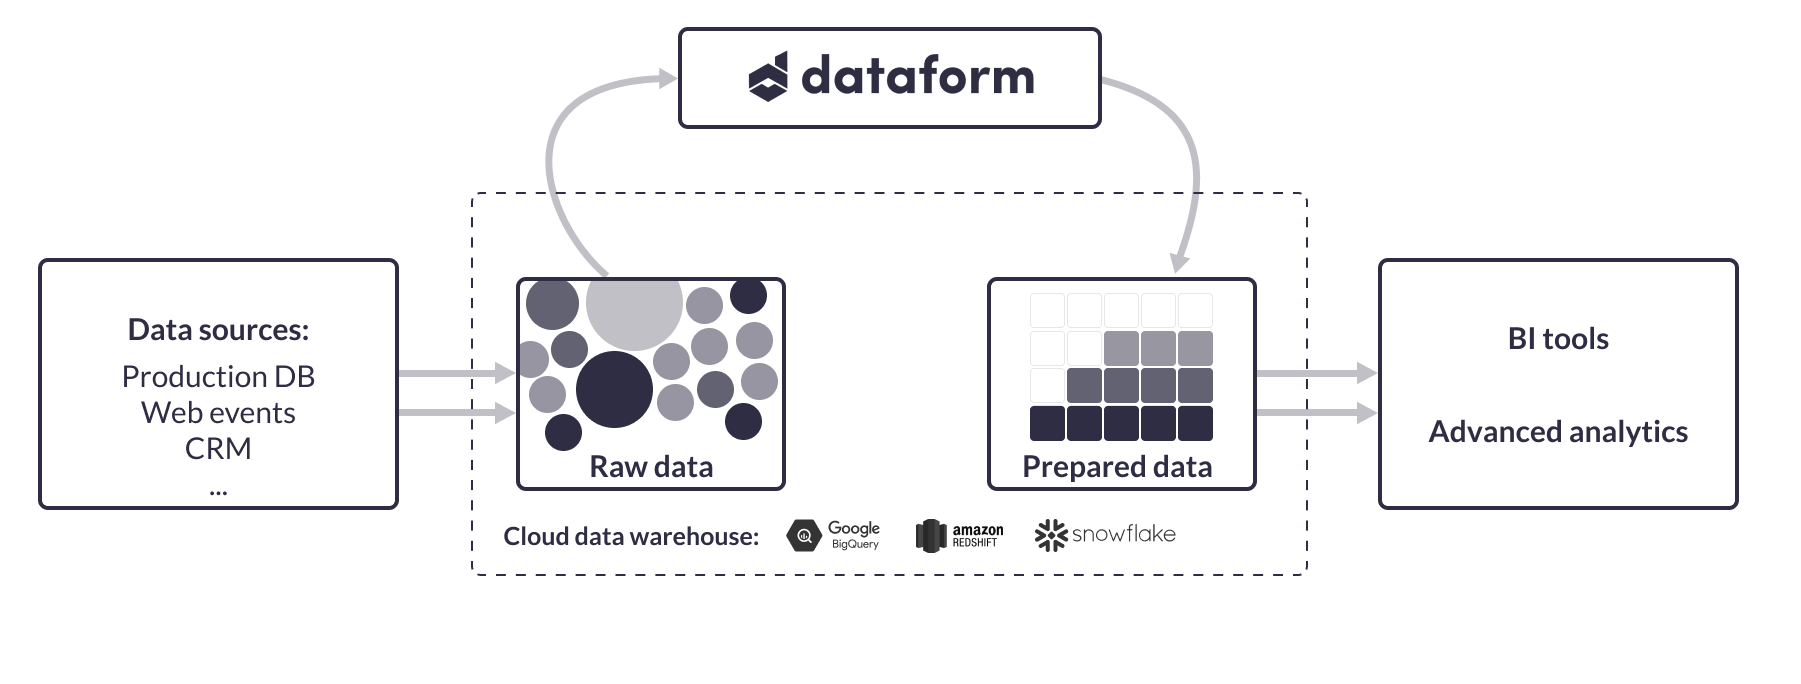 dataform
Data sources:
Production DB
Web events
CRM
...
Raw data
Prepared data
Cloud data warehouse:
Google
BigQuery
amazon
REDSHIFT
snowflake
BI tools
Advanced analytics